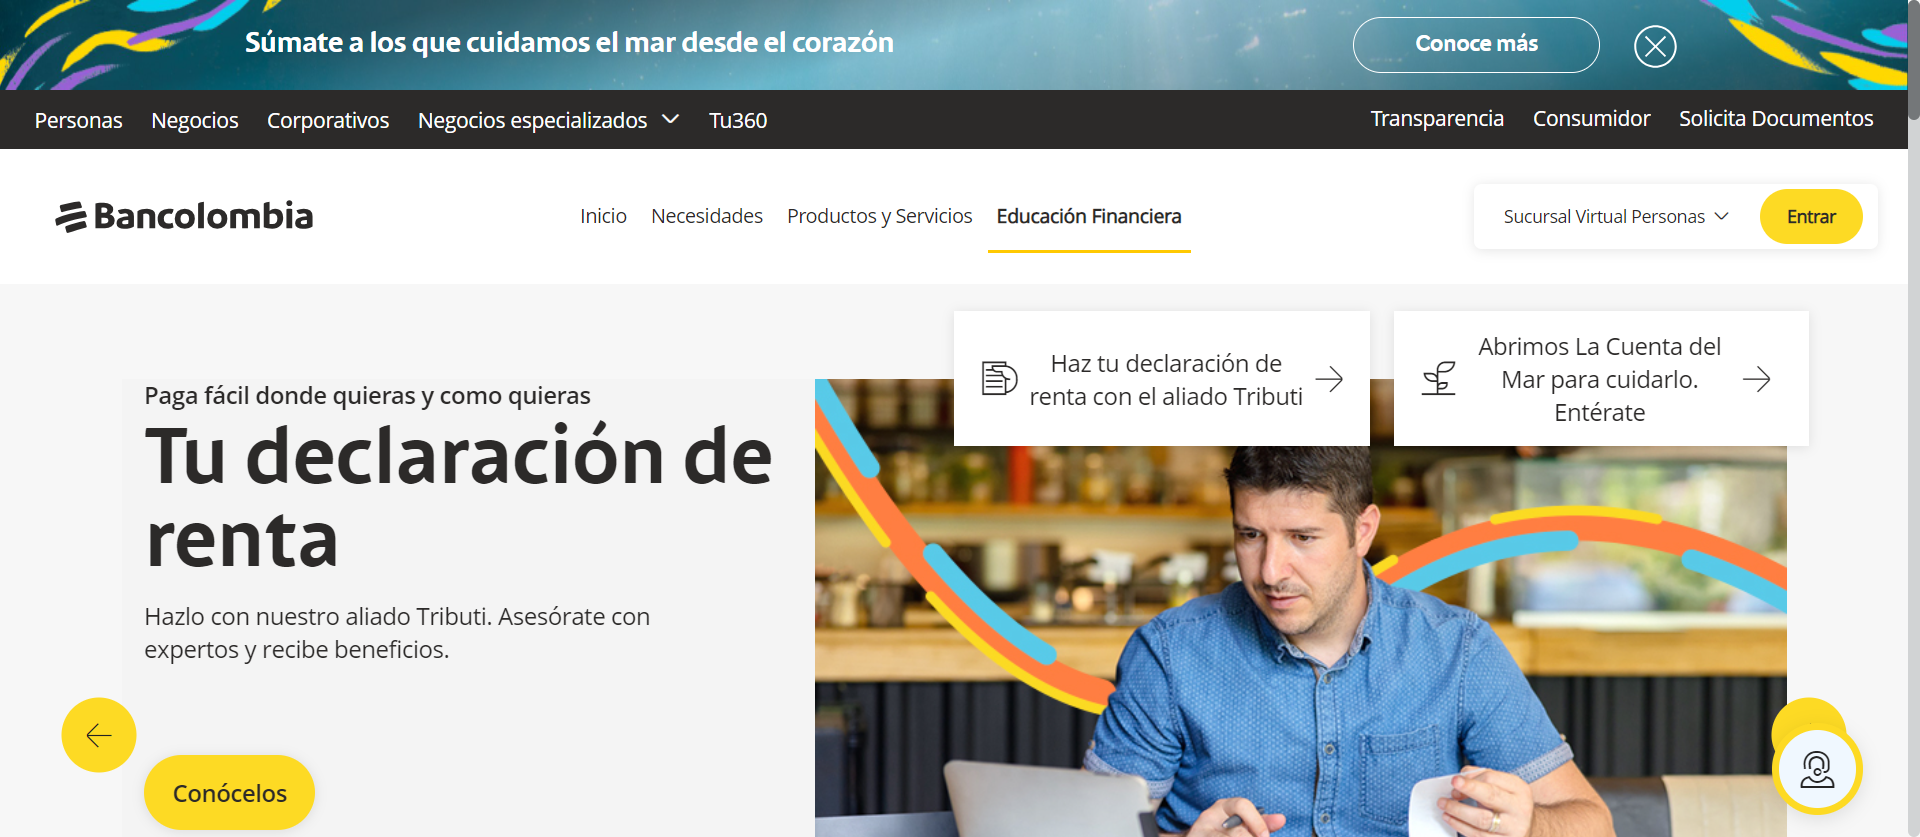 Súmate a los que cuidamos el mar desde el corazón
Conoce más
Personas Negocios Corporativos Negocios especializados Tu360
Transparencia Consumidor Solicita Documentos
Bancolombia
Inicio Necesidades Productos y Servicios Educación Financiera
Sucursal Virtual Personas
Entrar
Haz tu declaración de
renta con el aliado Tributi
Abrimos La Cuenta del
Mar para cuidarlo.
Entérate
Paga fácil donde quieras y como quieras
Tu declaración de
renta
Hazlo con nuestro aliado Tributi. Asesórate con
expertos y recibe beneficios.
Conócelos